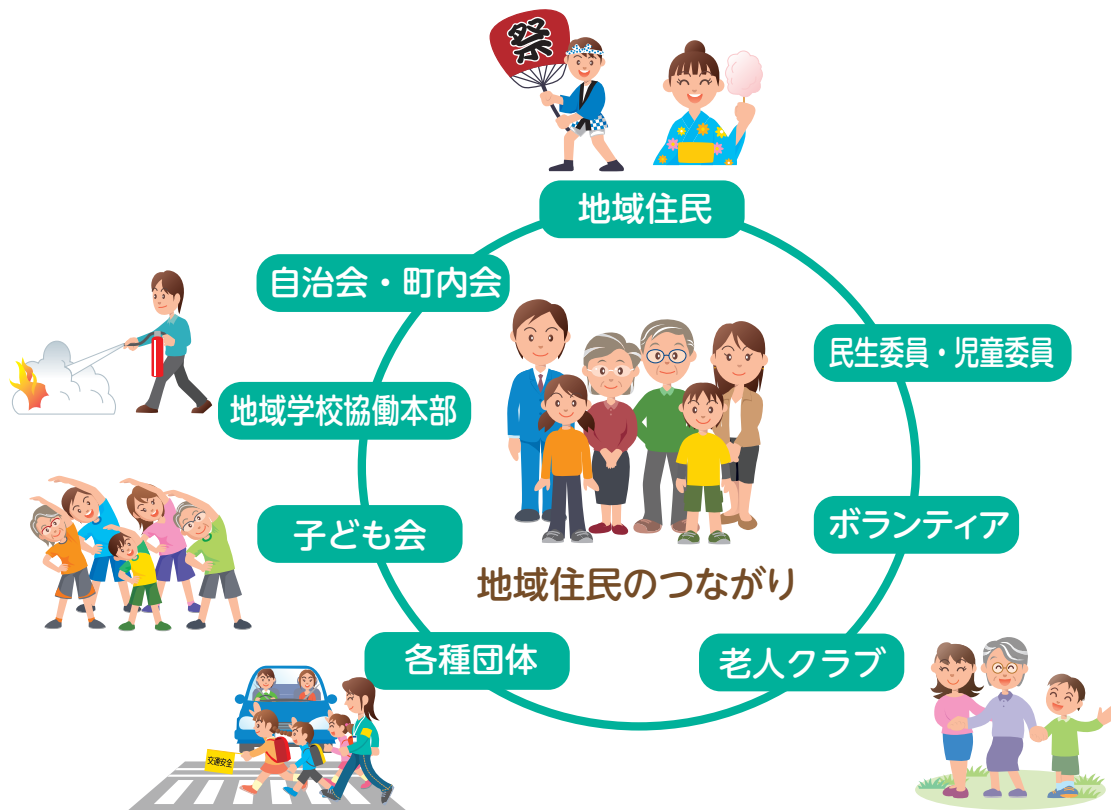 祭
地域住民
自治会・町内会
民生委員・児童委員
地域学校協働本部
ボランティア
子ども会
地域住民のつながり
各種団体
老人クラブ
交通安全